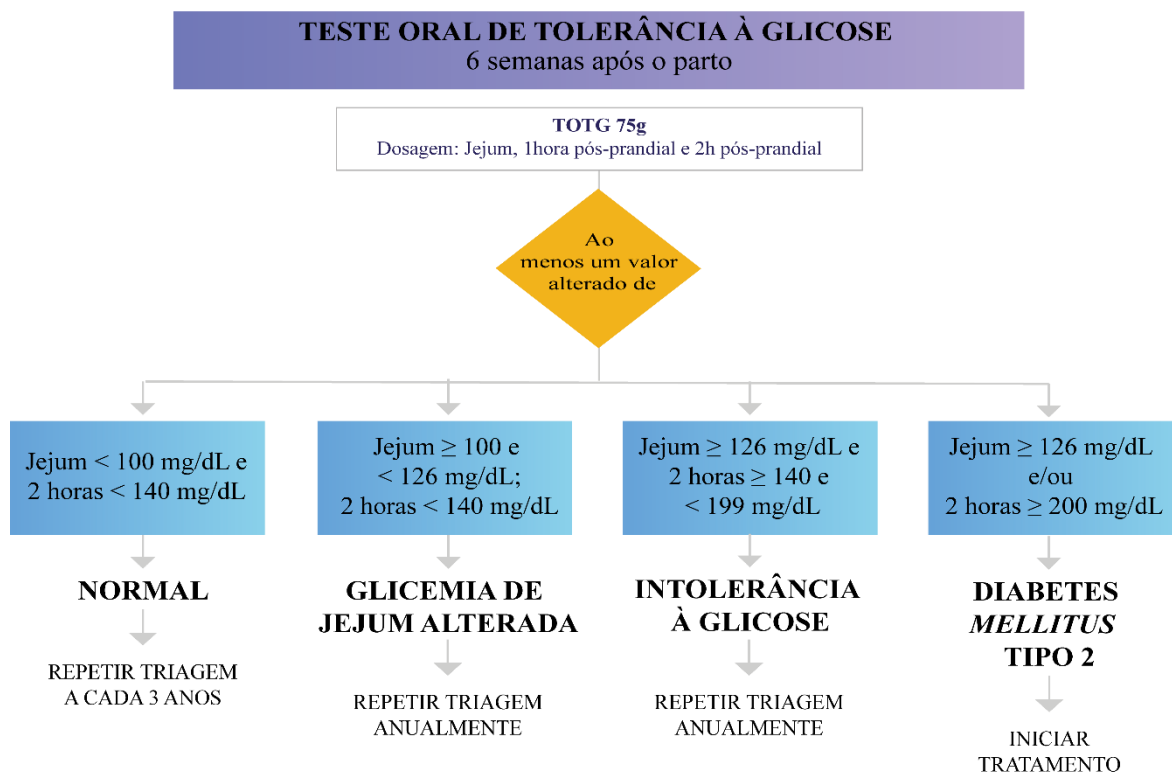 TESTE ORAL DE TOLERÂNCIA À GLICOSE
6 semanas após o parto
TOTG 75g
Dosagem: Jejum, 1hora pós-prandial e 2h pós-prandial
Ao
menos um valor
alterado de
Jejum < 100 mg/dL e
2 horas < 140 mg/dL
NORMAL
REPETIR TRIAGEM
A CADA 3 ANOS
Jejum ≥ 100 e
< 126 mg/dL;
2 horas < 140 mg/dL
GLICEMIA DE
JEJUM ALTERADA
REPETIR TRIAGEM
ANUALMENTE
Jejum ≥ 126 mg/dL e
2 horas ≥ 140 e
< 199 mg/dL
INTOLERÂNCIA
À GLICOSE
REPETIR TRIAGEM
ANUALMENTE
Jejum ≥ 126 mg/dL
e/ou
2 horas ≥ 200 mg/dL
DIABETES
MELLITUS
TIPO 2
INICIAR
TRATAMENTO